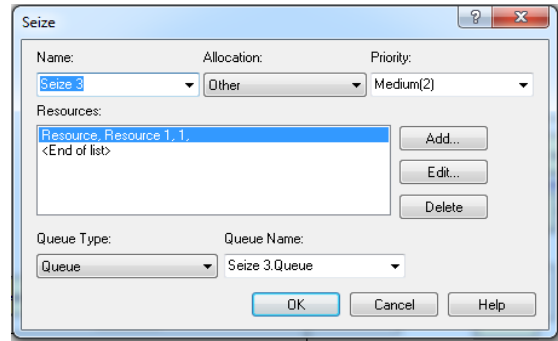 Seize
Name: Allocation: Priority:
Seize 3 Other Medium(2)
Resources:
Resource, Resource 1, 1,
<End of list>
Add...
Edit...
Delete
Queue Type: Queue Name:
Queue Seize 3.Queue
OK Cancel Help